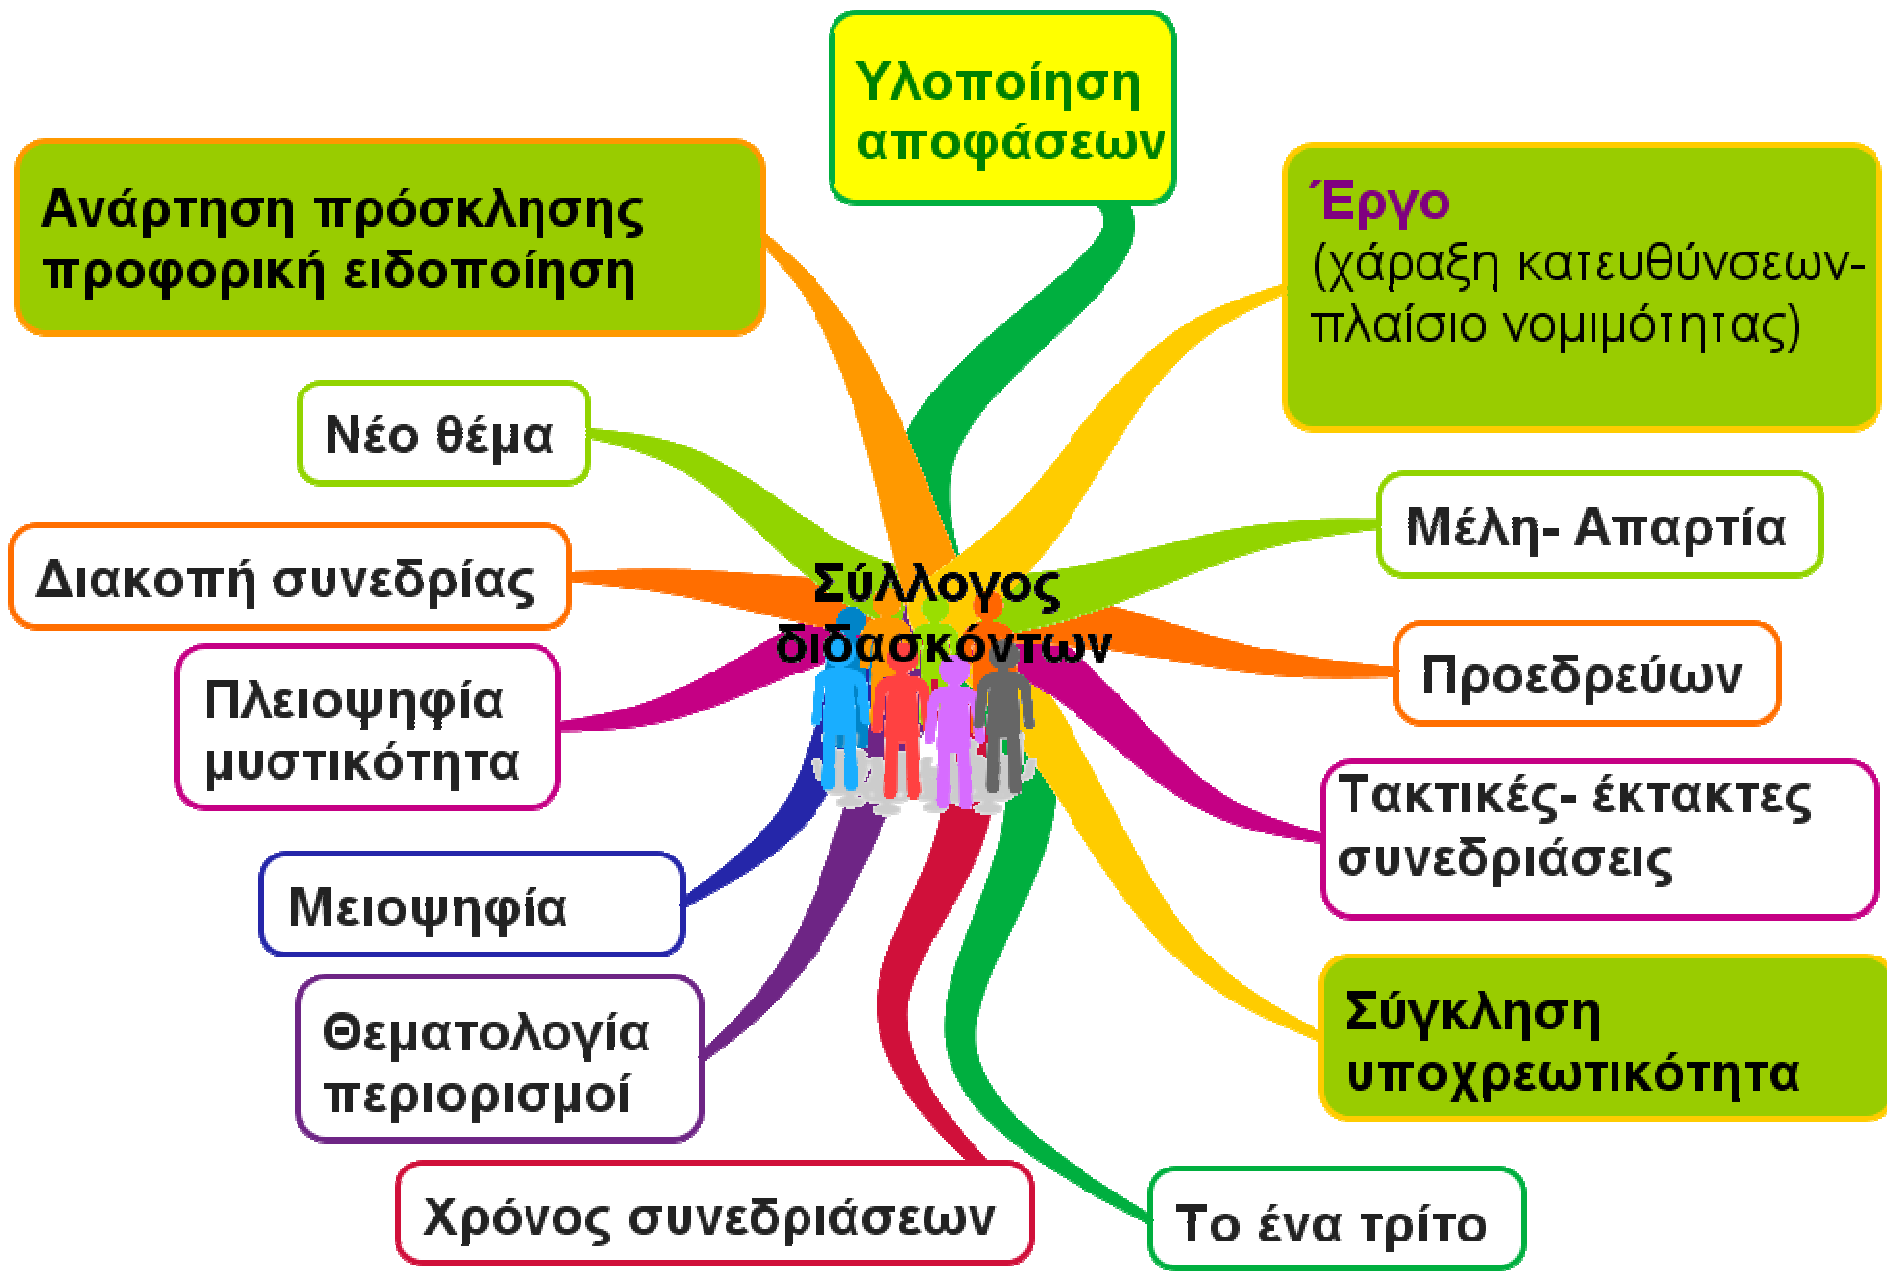 Υλοποίηση
αποφάσεων
Έργο
(χάραξη κατευθύνσεων-
πλαίσιο νομιμότητας)
Μέλη- Απαρτία
Προεδρεύων
Τακτικές- έκτακτες
συνεδριάσεις
Σύγκληση
υποχρεωτικότητα
Το ένα τρίτο
Χρόνος συνεδριάσεων
Θεματολογία
περιορισμοί
Μειοψηφία
Πλειοψηφία
μυστικότητα
Διακοπή συνεδρίας
Νέο θέμα
Ανάρτηση πρόσκλησης
προφορική ειδοποίηση
Σύλλογος
διδασκόντων